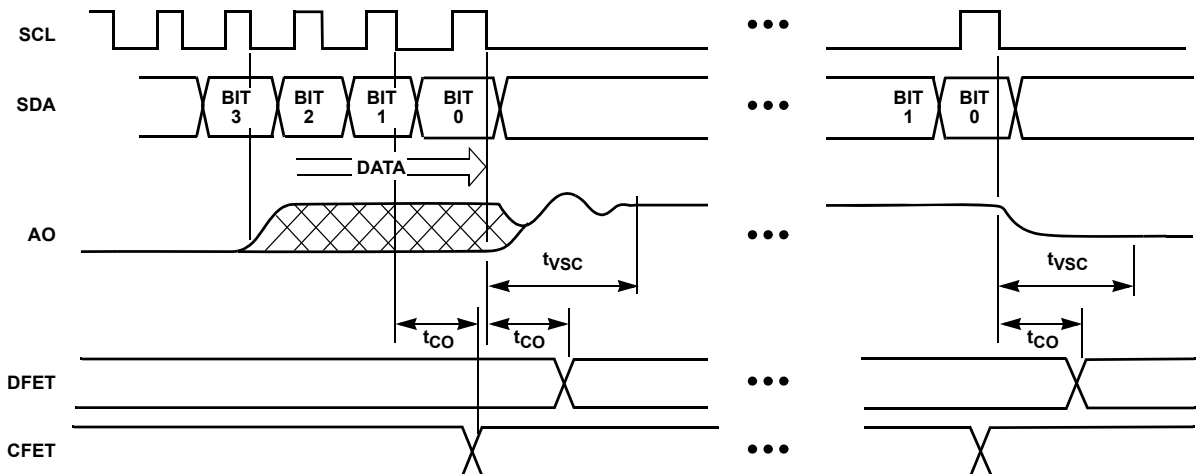 SCL
SDA
BIT 3
BIT 2
BIT 1
BIT 0
BIT 1
BIT 0
DATA
AO
tVSC
tVSC
tCO
tCO
tCO
DFET
CFET